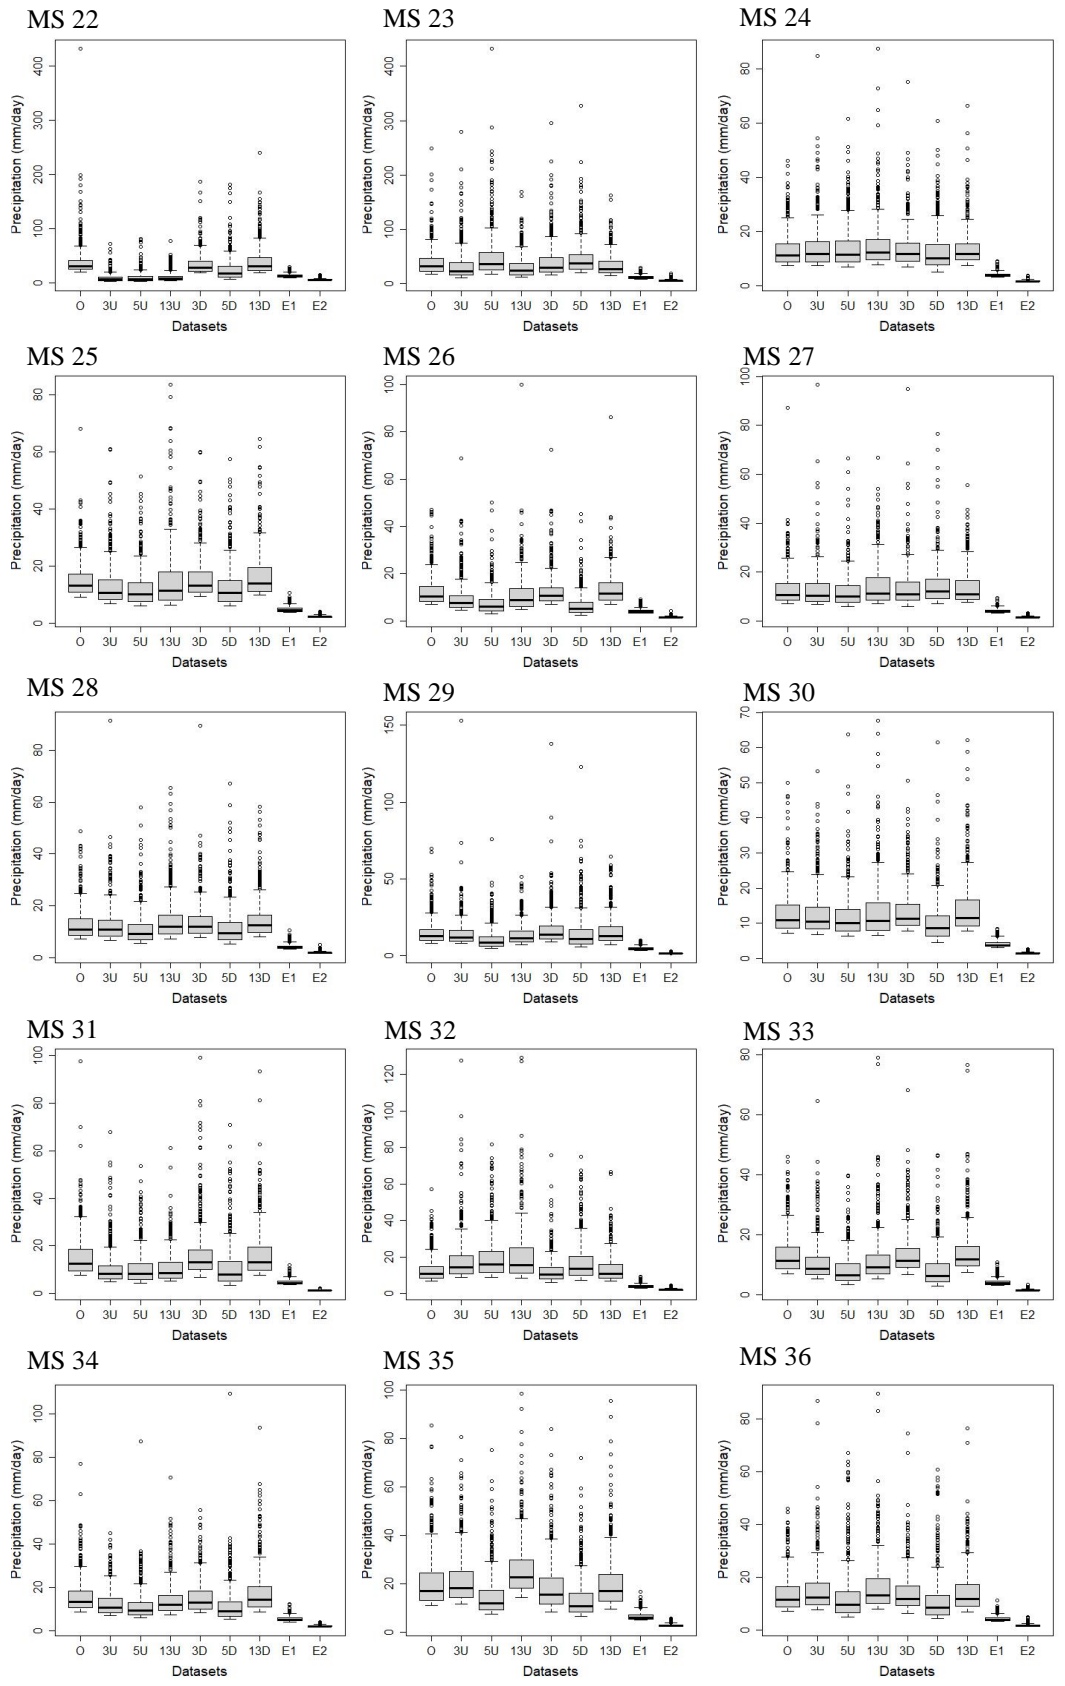 MS 22 MS 23 MS 24
Precipitation (mm/day)
400
300
200
100
0
O 3U 5U 13U 3D 5D 13D E1 E2
Datasets
Precipitation (mm/day)
400
300
200
100
0
O 3U 5U 13U 3D 5D 13D E1 E2
Datasets
Precipitation (mm/day)
80
60
40
20
0
O 3U 5U 13U 3D 5D 13D E1 E2
Datasets
MS 25 MS 26 MS 27
Precipitation (mm/day)
80
60
40
20
0
O 3U 5U 13U 3D 5D 13D E1 E2
Datasets
Precipitation (mm/day)
100
80
60
40
20
0
O 3U 5U 13U 3D 5D 13D E1 E2
Datasets
Precipitation (mm/day)
100
80
60
40
20
0
O 3U 5U 13U 3D 5D 13D E1 E2
Datasets
MS 28 MS 29 MS 30
Precipitation (mm/day)
80
60
40
20
0
O 3U 5U 13U 3D 5D 13D E1 E2
Datasets
Precipitation (mm/day)
150
100
50
0
O 3U 5U 13U 3D 5D 13D E1 E2
Datasets
Precipitation (mm/day)
70
60
50
40
30
20
10
0
O 3U 5U 13U 3D 5D 13D E1 E2
Datasets
MS 31 MS 32 MS 33
Precipitation (mm/day)
100
80
60
40
20
0
O 3U 5U 13U 3D 5D 13D E1 E2
Datasets
Precipitation (mm/day)
120
100
80
60
40
20
0
O 3U 5U 13U 3D 5D 13D E1 E2
Datasets
Precipitation (mm/day)
80
60
40
20
0
O 3U 5U 13U 3D 5D 13D E1 E2
Datasets
MS 34 MS 35 MS 36
Precipitation (mm/day)
100
80
60
40
20
0
O 3U 5U 13U 3D 5D 13D E1 E2
Datasets
Precipitation (mm/day)
100
80
60
40
20
0
O 3U 5U 13U 3D 5D 13D E1 E2
Datasets
Precipitation (mm/day)
80
60
40
20
0
O 3U 5U 13U 3D 5D 13D E1 E2
Datasets